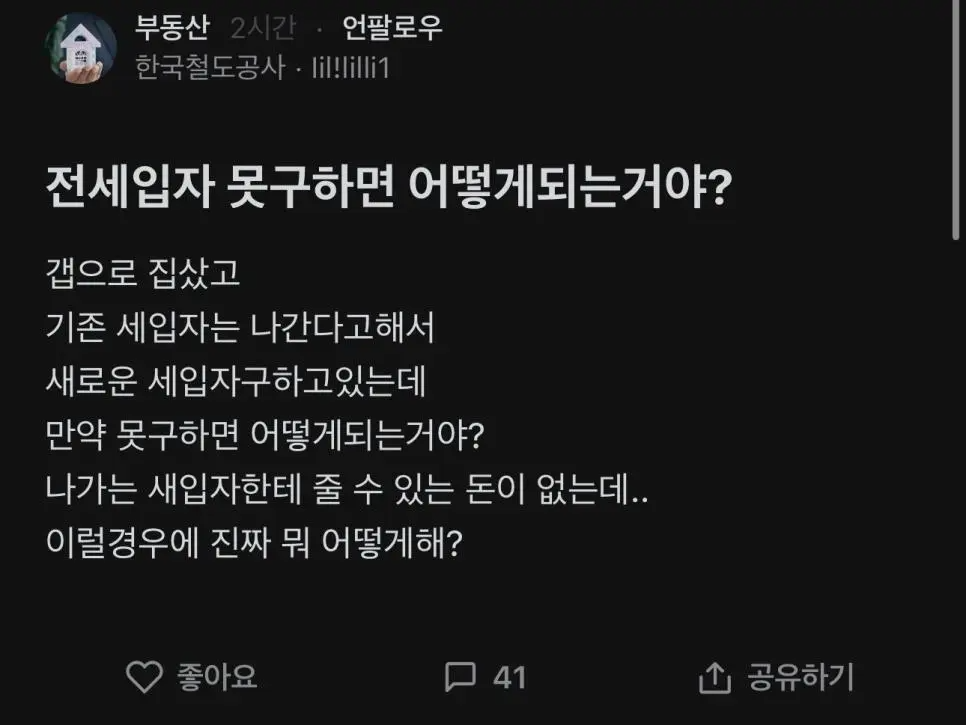 부동산 2시간 · 언팔로우
한국철도공사 · lil!lilli1
전세입자 못구하면 어떻게되는거야?
갭으로 집샀고
기존 세입자는 나간다고해서
새로운 세입자구하고있는데
만약 못구하면 어떻게되는거야?
나가는 새입자한테 줄 수 있는 돈이 없는데..
이럴경우에 진짜 뭐 어떻게해?
좋아요 41 공유하기